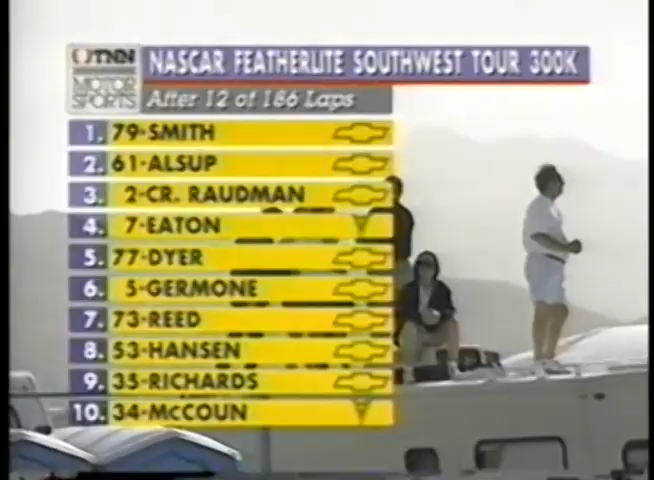 TNN
MOTOR
SPORTS
NASCAR FEATHERLITE SOUTHWEST TOUR 300K
After 12 of 186 Laps
1. 79-SMITH
2. 61-ALSUP
3. 2-CR. RAUDMAN
4. 7-EATON
5. 77-DYER
6. 5-GERMONE
7. 73-REED
8. 53-HANSEN
9. 35-RICHARDS
10. 34-McCOUN